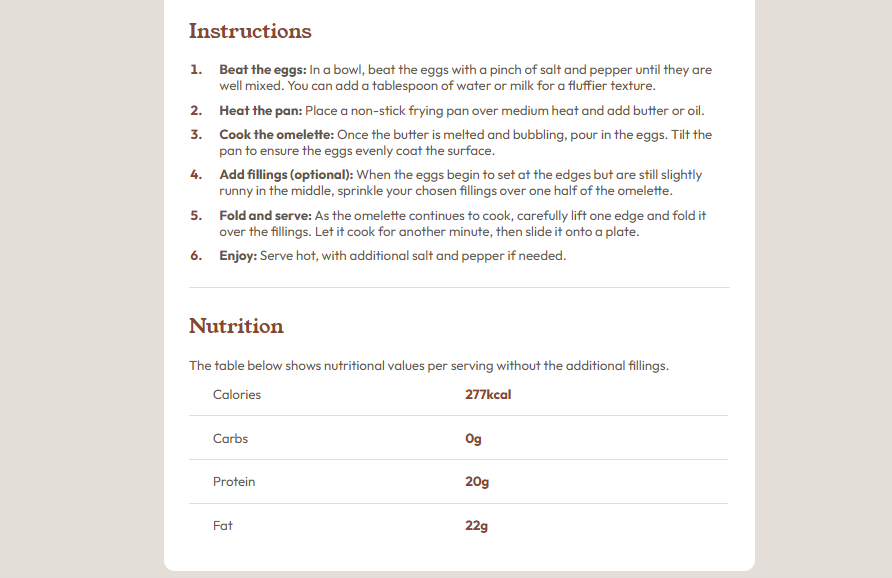 Instructions
1. Beat the eggs: In a bowl, beat the eggs with a pinch of salt and pepper until they are
well mixed. You can add a tablespoon of water or milk for a fluffier texture.
2. Heat the pan: Place a non-stick frying pan over medium heat and add butter or oil.
3. Cook the omelette: Once the butter is melted and bubbling, pour in the eggs. Tilt the
pan to ensure the eggs evenly coat the surface.
4. Add fillings (optional): When the eggs begin to set at the edges but are still slightly
runny in the middle, sprinkle your chosen fillings over one half of the omelette.
5. Fold and serve: As the omelette continues to cook, carefully lift one edge and fold it
over the fillings. Let it cook for another minute, then slide it onto a plate.
6. Enjoy: Serve hot, with additional salt and pepper if needed.
Nutrition
The table below shows nutritional values per serving without the additional fillings.
Calories 277kcal
Carbs 0g
Protein 20g
Fat 22g